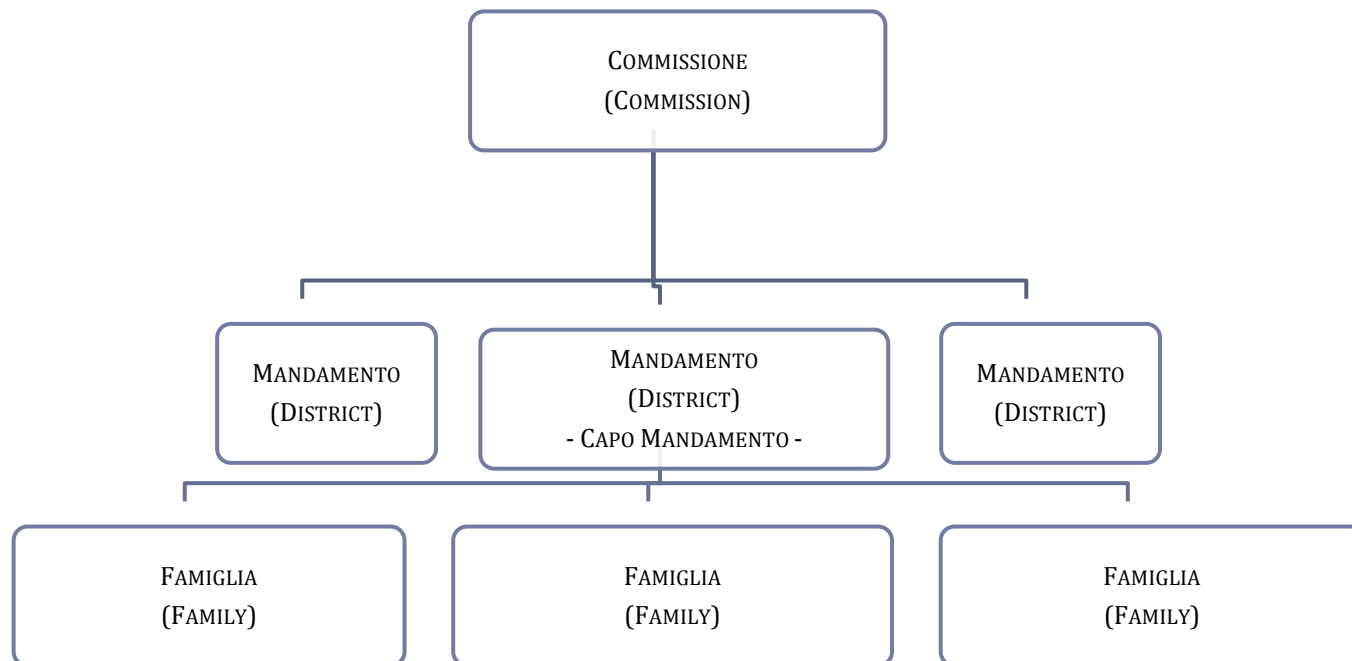 COMMISSIONE
(COMMISSION)
MANDAMENTO
(DISTRICT)
MANDAMENTO
(DISTRICT)
- CAPO MANDAMENTO -
MANDAMENTO
(DISTRICT)
FAMIGLIA
(FAMILY)
FAMIGLIA
(FAMILY)
FAMIGLIA
(FAMILY)